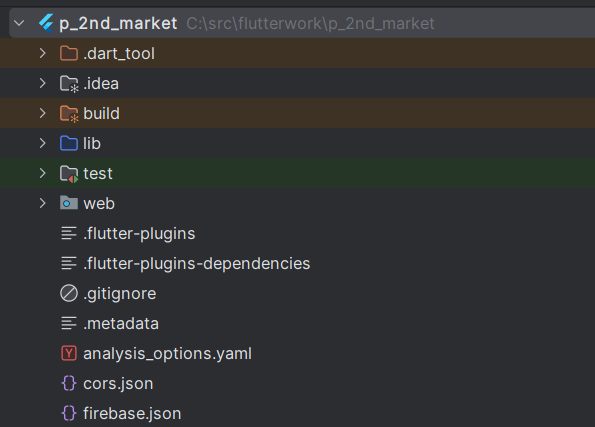 p_2nd_market C:\src\flutterwork\p_2nd_market
.dart_tool
.idea
build
lib
test
web
.flutter-plugins
.flutter-plugins-dependencies
.gitignore
.metadata
analysis_options.yaml
cors.json
firebase.json